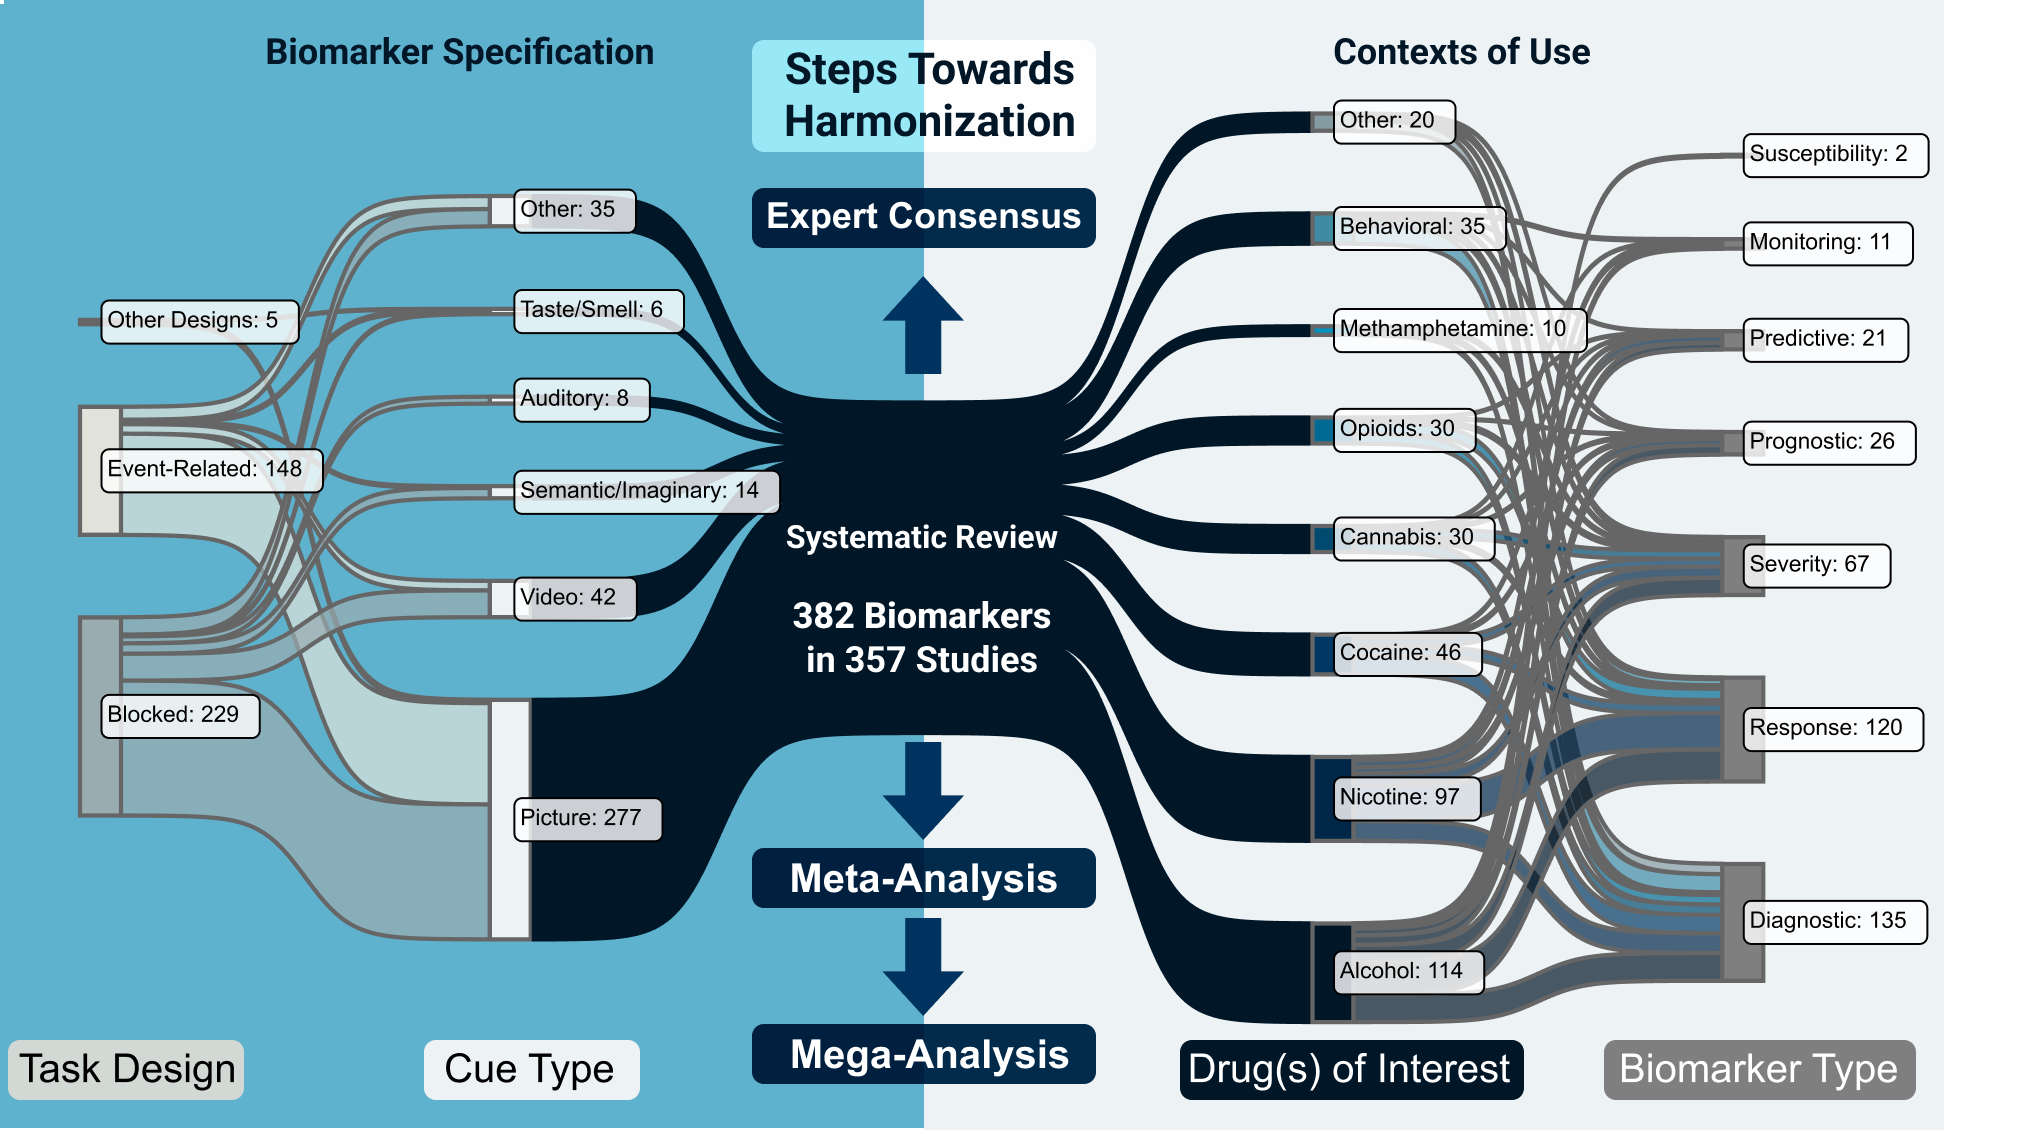 Biomarker Specification
Steps Towards
Harmonization
Contexts of Use
Expert Consensus
Other Designs: 5
Event-Related: 148
Blocked: 229
Other: 35
Taste/Smell: 6
Auditory: 8
Semantic/Imaginary: 14
Video: 42
Picture: 277
Systematic Review
382 Biomarkers
in 357 Studies
Meta-Analysis
Mega-Analysis
Other: 20
Behavioral: 35
Methamphetamine: 10
Opioids: 30
Cannabis: 30
Cocaine: 46
Nicotine: 97
Alcohol: 114
Susceptibility: 2
Monitoring: 11
Predictive: 21
Prognostic: 26
Severity: 67
Response: 120
Diagnostic: 135
Task Design
Cue Type
Drug(s) of Interest
Biomarker Type